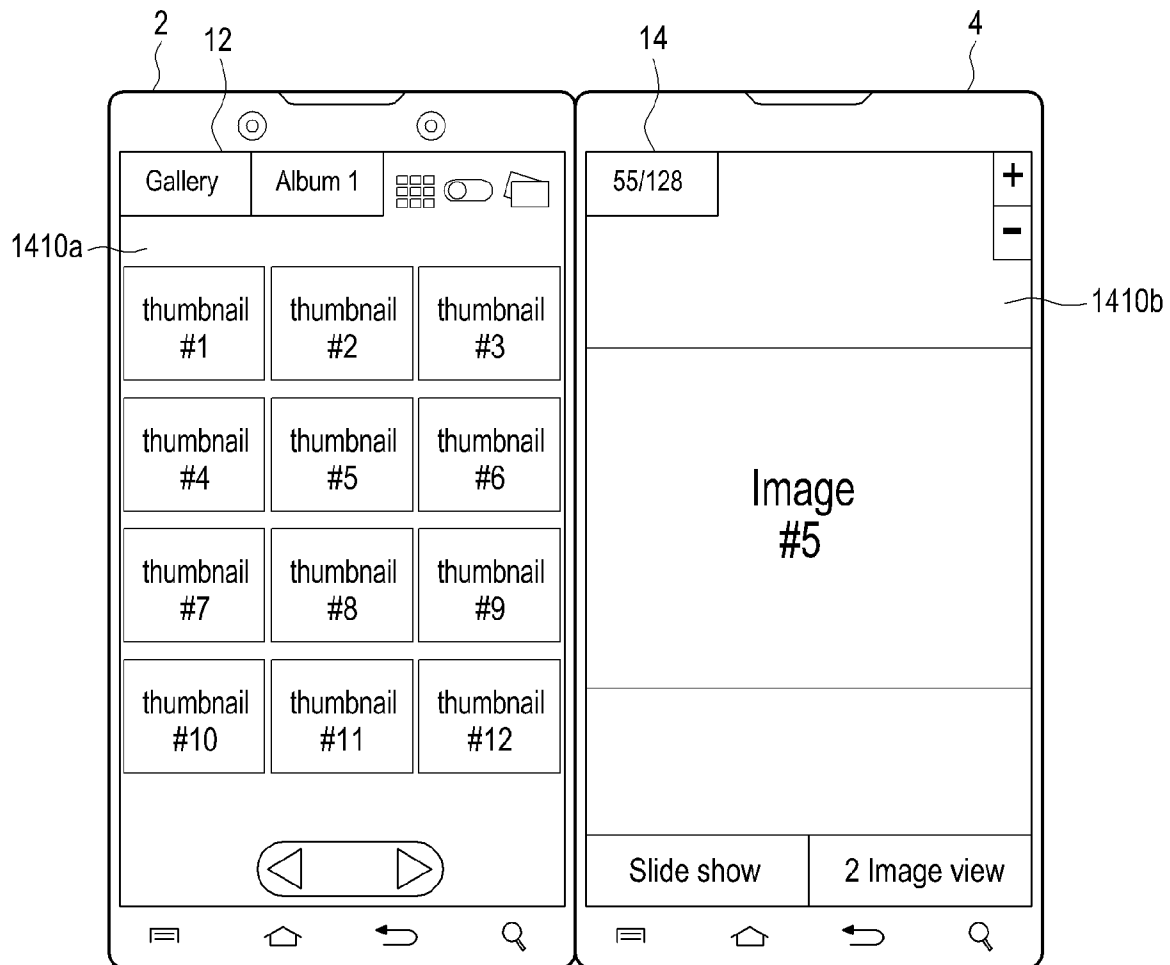 2
4
12
14
Gallery
Album 1
55/128
+
-
1410a
1410b
thumbnail
#1
thumbnail
#2
thumbnail
#3
thumbnail
#4
thumbnail
#5
thumbnail
#6
Image
#5
thumbnail
#7
thumbnail
#8
thumbnail
#9
thumbnail
#10
thumbnail
#11
thumbnail
#12
Slide show
2 Image view